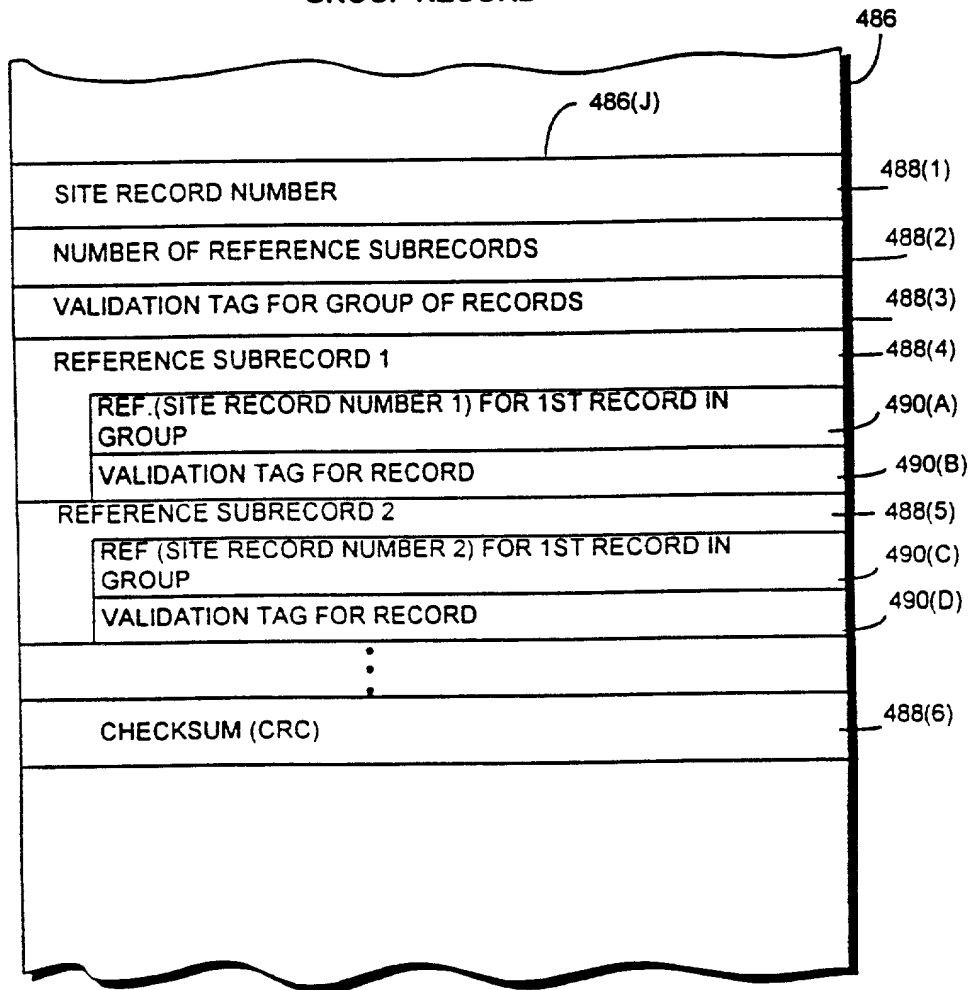 GROUP RECORD
486
486(J)
SITE RECORD NUMBER
488(1)
NUMBER OF REFERENCE SUBRECORDS
488(2)
VALIDATION TAG FOR GROUP OF RECORDS
488(3)
REFERENCE SUBRECORD 1
488(4)
REF.(SITE RECORD NUMBER 1) FOR 1ST RECORD IN
GROUP
490(A)
VALIDATION TAG FOR RECORD
490(B)
REFERENCE SUBRECORD 2
488(5)
REF (SITE RECORD NUMBER 2) FOR 1ST RECORD IN
GROUP
490(C)
VALIDATION TAG FOR RECORD
490(D)
CHECKSUM (CRC)
488(6)